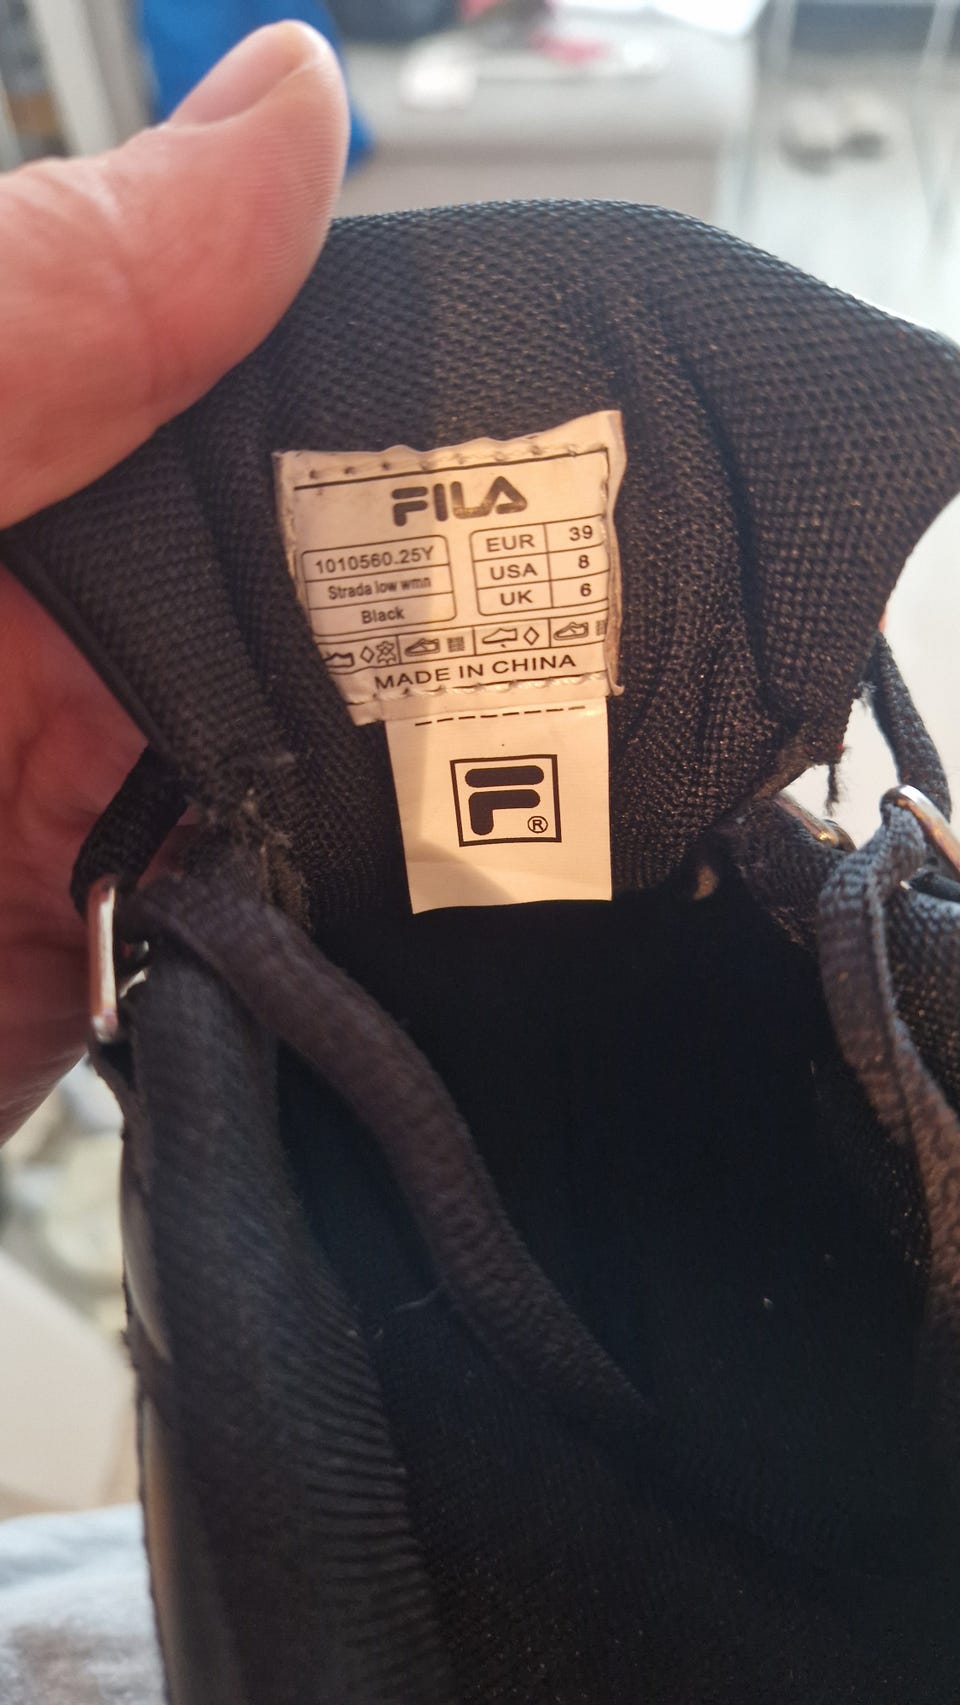 FILA
1010560.25Y
Strada low wmn
Black
EUR 39
USA 8
UK 6
MADE IN CHINA
F®